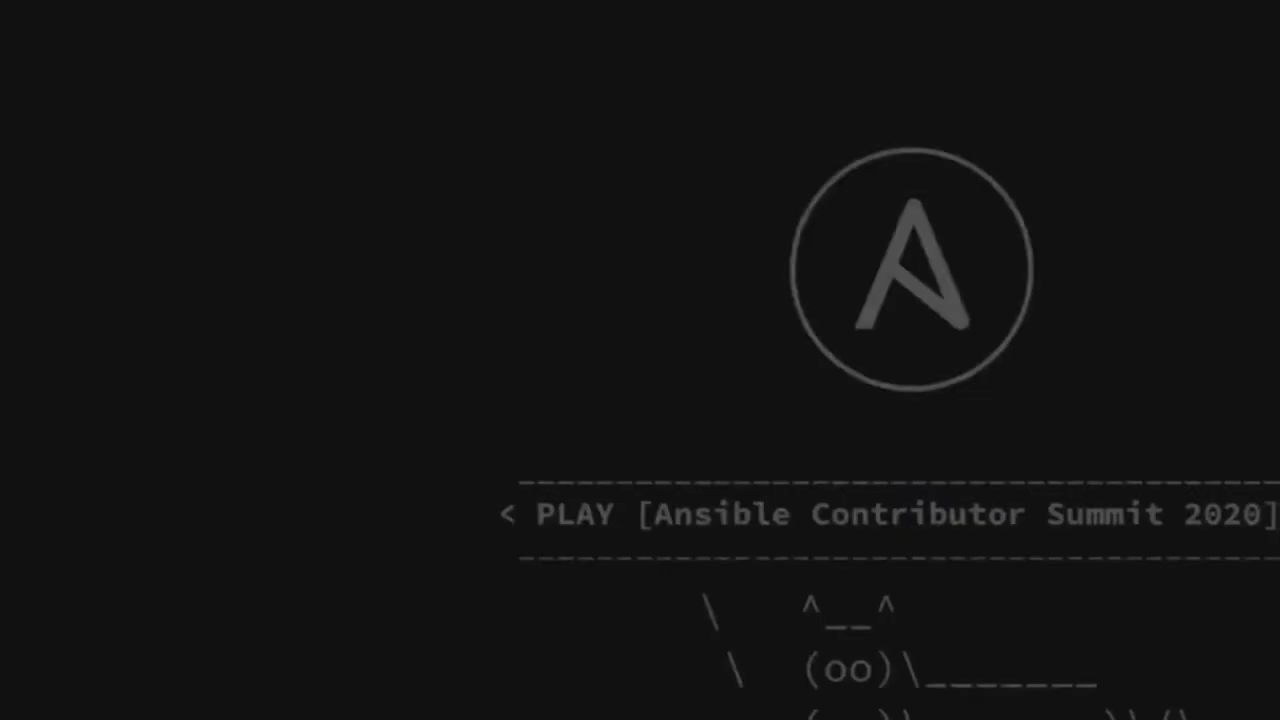 < PLAY [Ansible Contributor Summit 2020]
\   ^__^
\  (oo)\_______